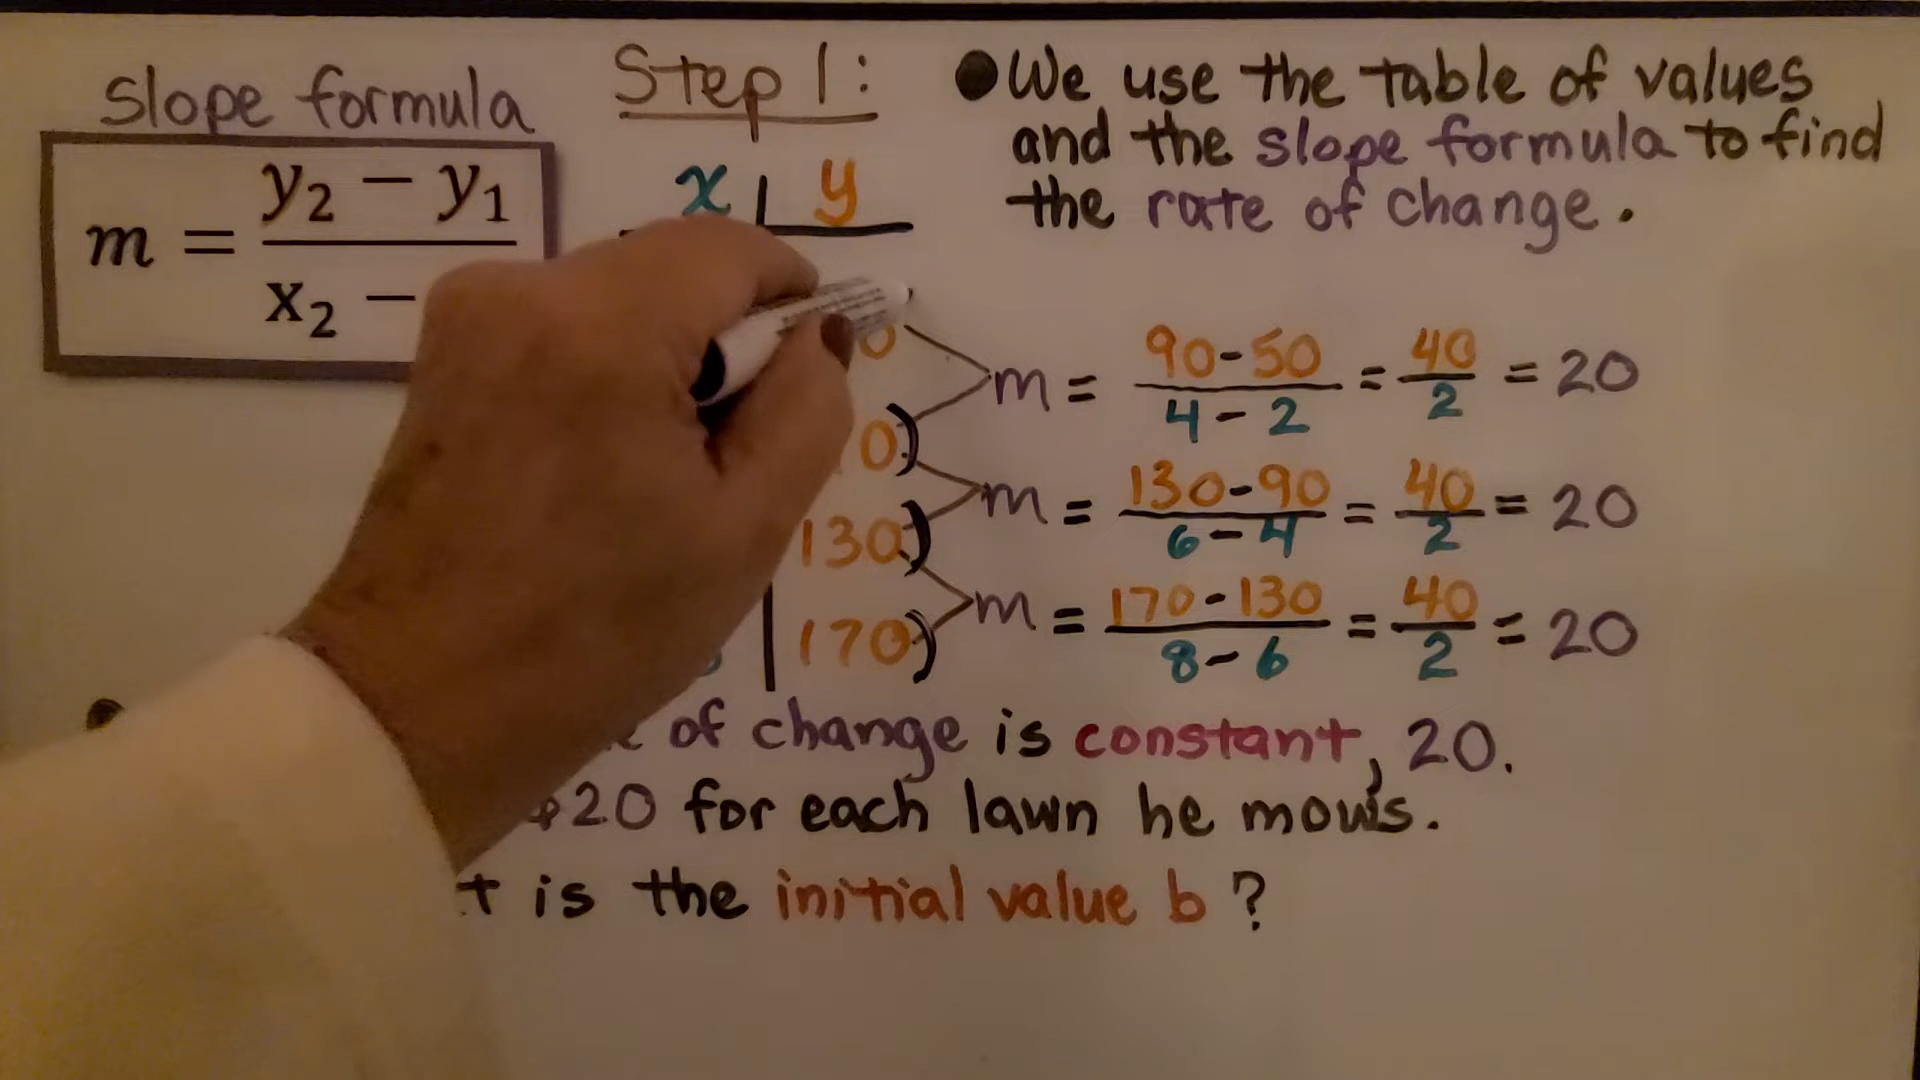 Slope formula
m = y₂ − y₁
x₂ −
Step 1:
x | y
0
0)
130)
170)
● We use the table of values
and the slope formula to find
the rate of change.
m = 90-50 / 4-2 = 40/2 = 20
m = 130-90 / 6-4 = 40/2 = 20
m = 170-130 / 8-6 = 40/2 = 20
of change is constant, 20.
20 for each lawn he mows.
is the initial value b?